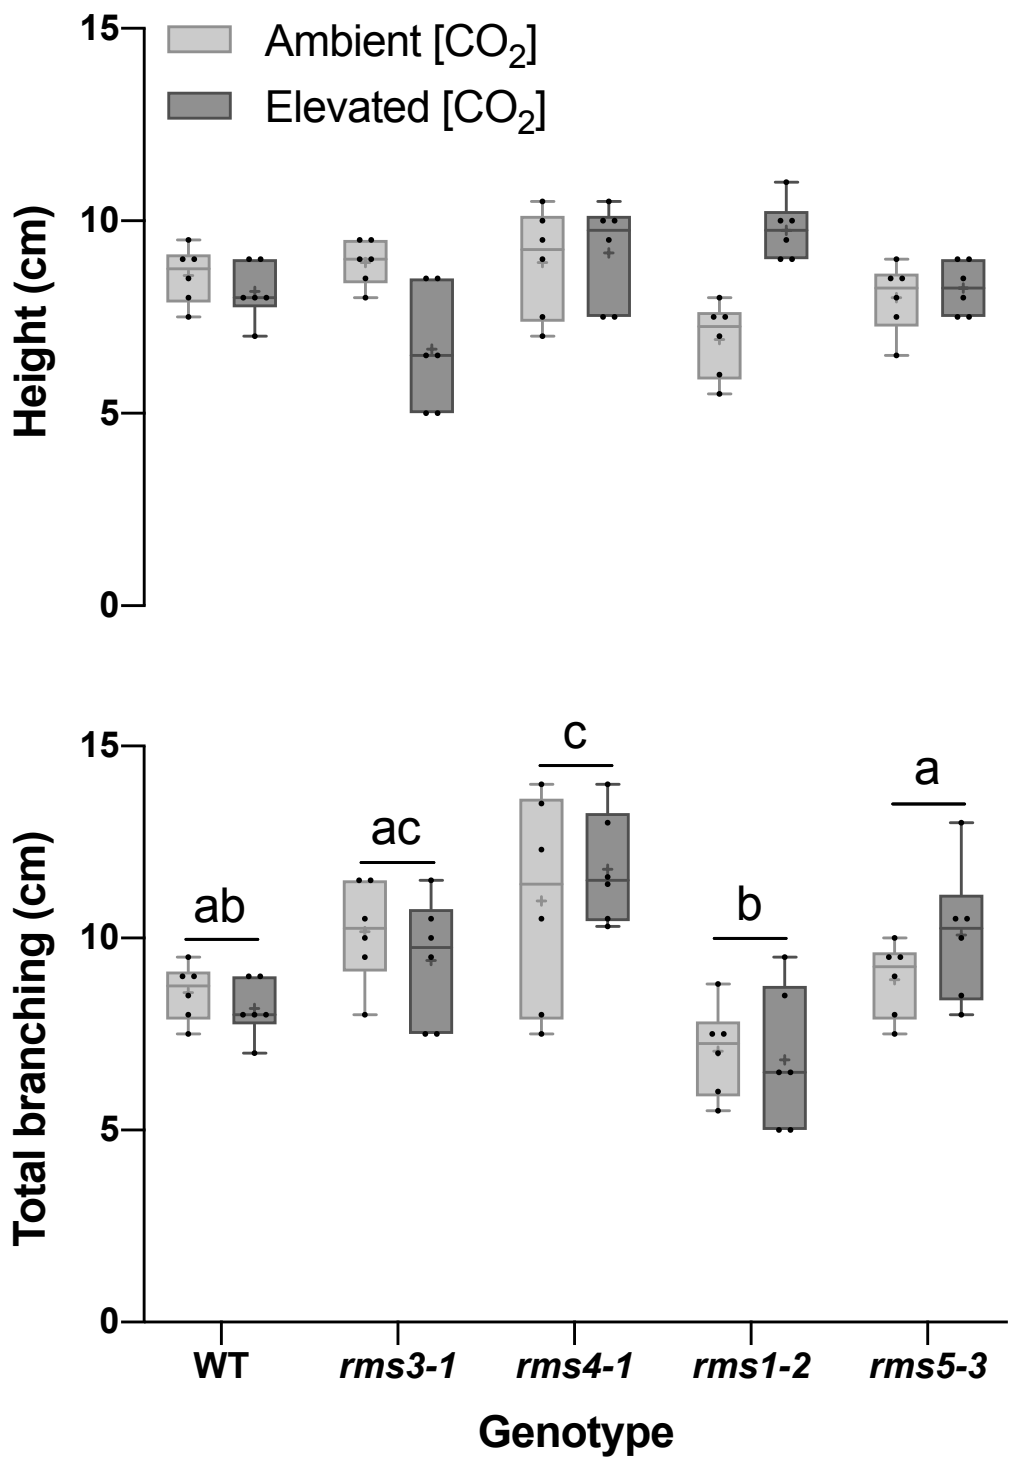 15
Ambient [CO₂]
Elevated [CO₂]
10
5
0
Height (cm)
15
10
5
0
Total branching (cm)
ab
ac
c
b
a
WT
rms3-1
rms4-1
rms1-2
rms5-3
Genotype